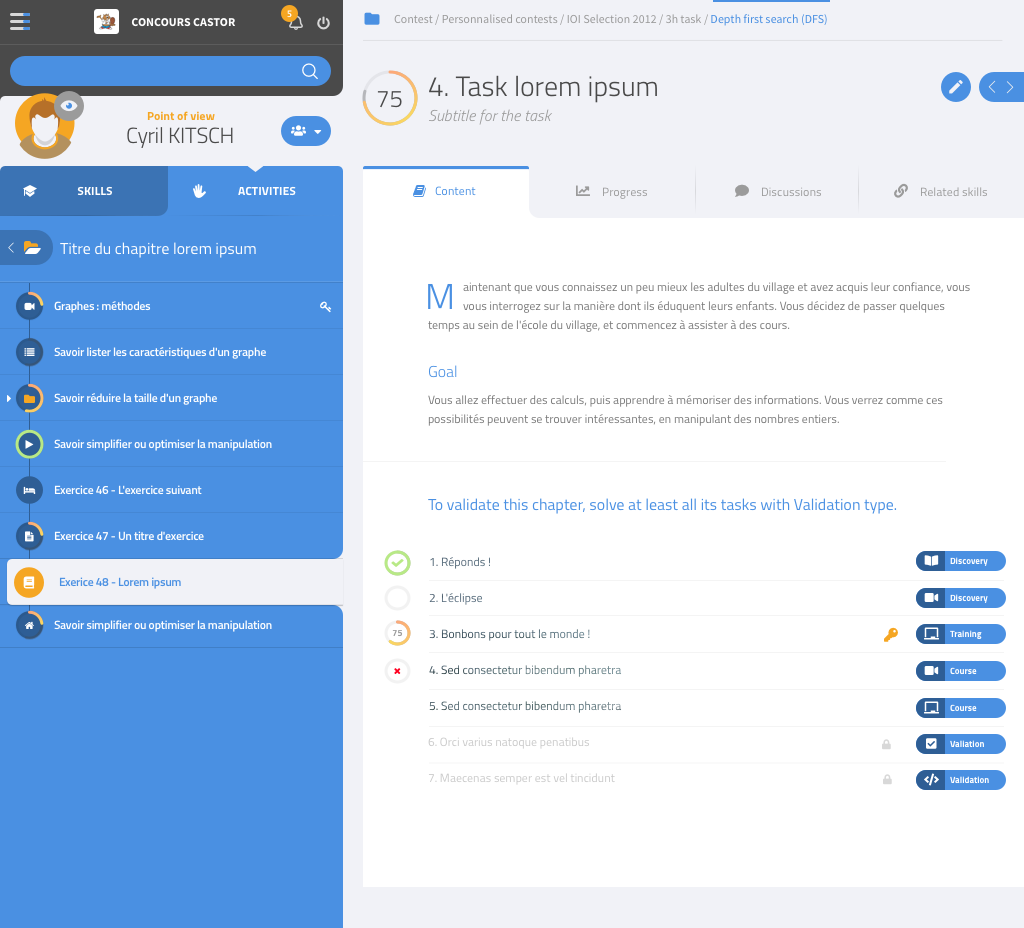 CONCOURS CASTOR
5
Point of view
Cyril KITSCH
SKILLS
ACTIVITIES
Titre du chapitre lorem ipsum
Graphes : méthodes
Savoir lister les caractéristiques d'un graphe
Savoir réduire la taille d'un graphe
Savoir simplifier ou optimiser la manipulation
Exercice 46 - L'exercice suivant
Exercice 47 - Un titre d'exercice
Exerice 48 - Lorem ipsum
Savoir simplifier ou optimiser la manipulation
Contest / Personnalised contests / IOI Selection 2012 / 3h task / Depth first search (DFS)
75
4. Task lorem ipsum
Subtitle for the task
Content
Progress
Discussions
Related skills
Maintenant que vous connaissez un peu mieux les adultes du village et avez acquis leur confiance, vous
vous interrogez sur la manière dont ils éduquent leurs enfants. Vous décidez de passer quelques
temps au sein de l'école du village, et commencez à assister à des cours.
Goal
Vous allez effectuer des calculs, puis apprendre à mémoriser des informations. Vous verrez comme ces
possibilités peuvent se trouver intéressantes, en manipulant des nombres entiers.
To validate this chapter, solve at least all its tasks with Validation type.
1. Réponds ! Discovery
2. L'éclipse Discovery
75 3. Bonbons pour tout le monde ! Training
4. Sed consectetur bibendum pharetra Course
5. Sed consectetur bibendum pharetra Course
6. Orci varius natoque penatibus Valiation
7. Maecenas semper est vel tincidunt Validation